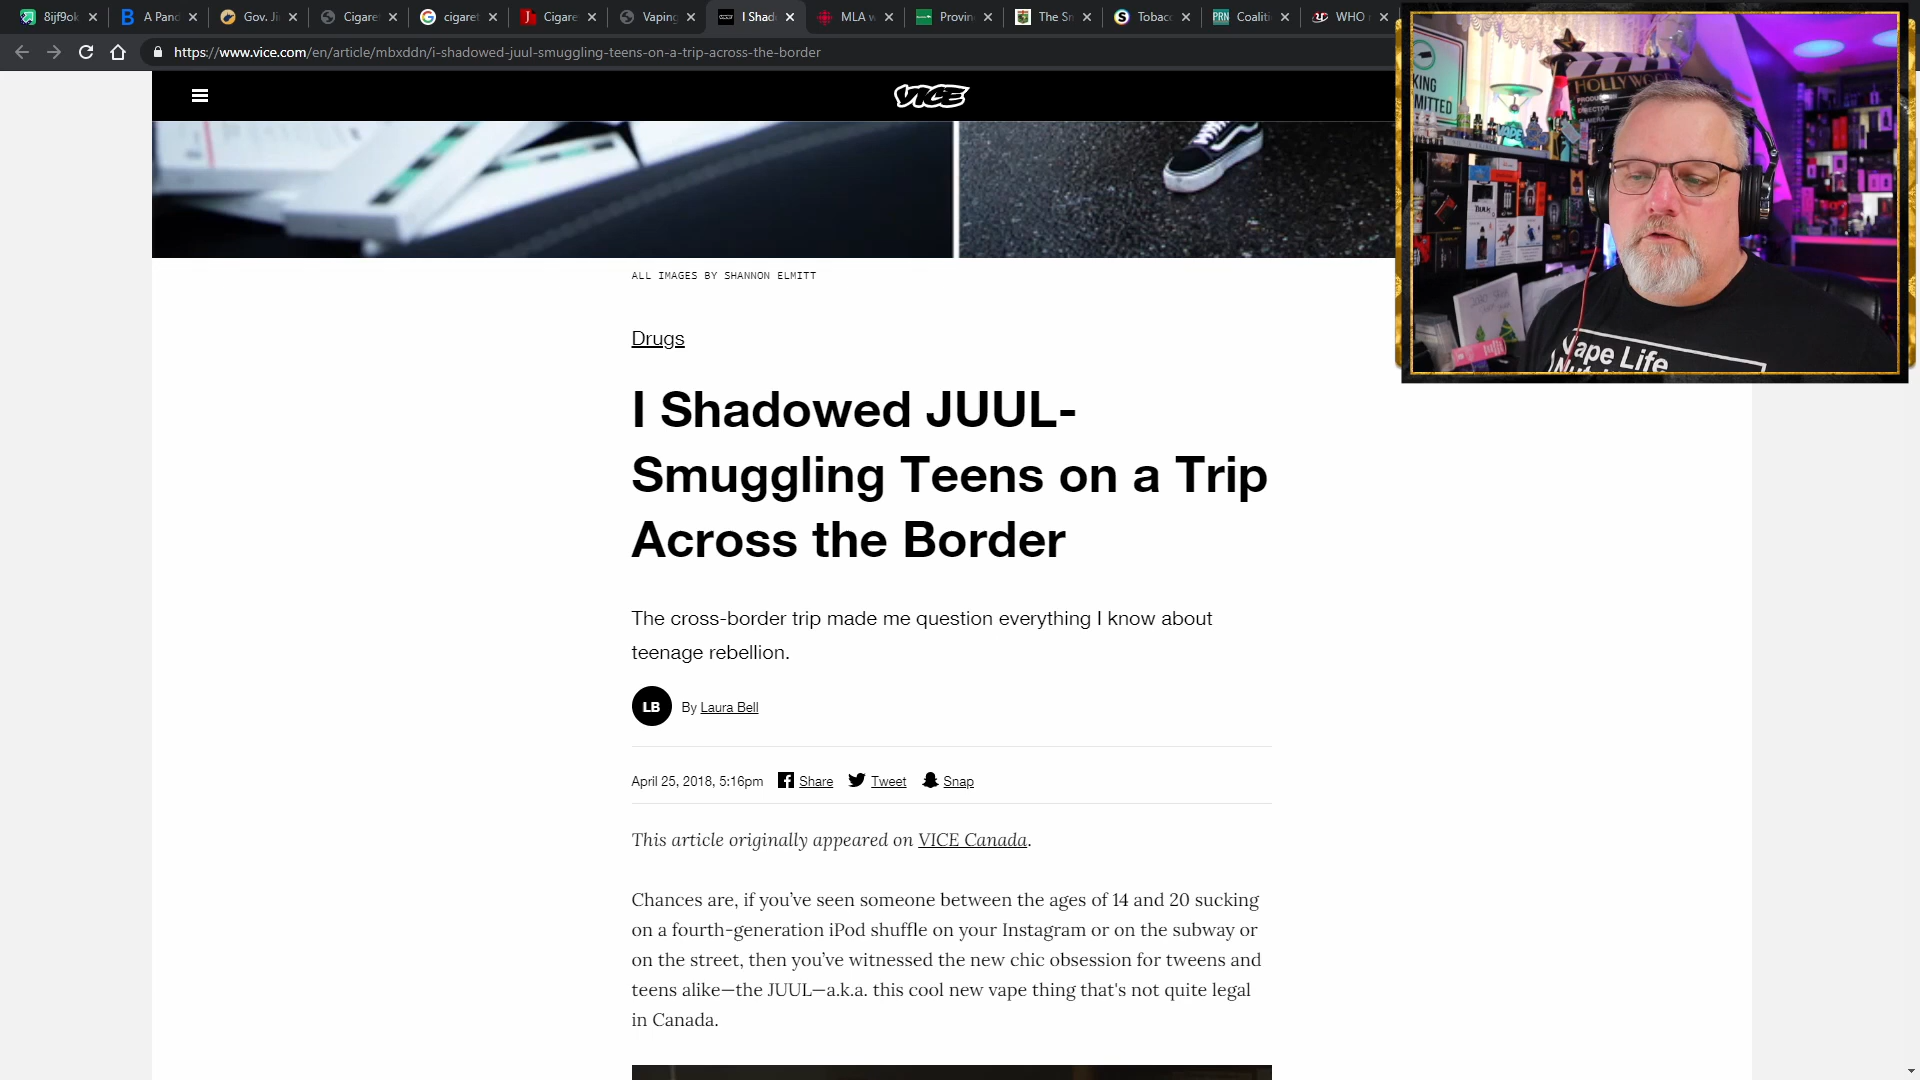 8ijf9ok
A Pand
Gov. Ji
Cigare
cigaret
Cigare
Vaping
I Shad
MLA w
Provin
The Sm
Tobac
Coaliti
WHO
https://www.vice.com/en/article/mbxddn/i-shadowed-juul-smuggling-teens-on-a-trip-across-the-border
VICE
ALL IMAGES BY SHANNON ELMITT
Drugs
I Shadowed JUUL-
Smuggling Teens on a Trip
Across the Border
The cross-border trip made me question everything I know about
teenage rebellion.
LB
By Laura Bell
April 25, 2018, 5:16pm Share Tweet Snap
This article originally appeared on VICE Canada.
Chances are, if you’ve seen someone between the ages of 14 and 20 sucking
on a fourth-generation iPod shuffle on your Instagram or on the subway or
on the street, then you’ve witnessed the new chic obsession for tweens and
teens alike—the JUUL—a.k.a. this cool new vape thing that's not quite legal
in Canada.
HOLLYWOOD
PRODUCTION
DIRECTOR
CAMERA
VAPE
Vape Life